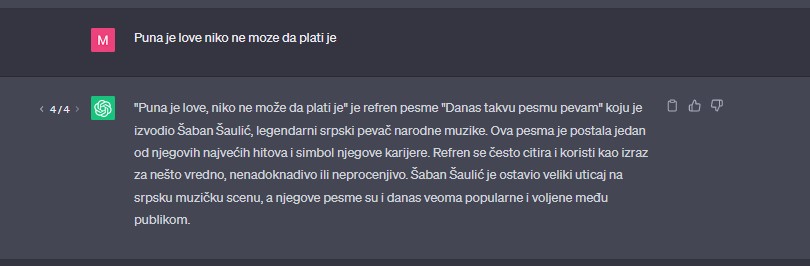 M
Puna je love niko ne moze da plati je
4/4
"Puna je love, niko ne može da plati je" je refren pesme "Danas takvu pesmu pevam" koju je
izvodio Šaban Šaulić, legendarni srpski pevač narodne muzike. Ova pesma je postala jedan
od njegovih najvećih hitova i simbol njegove karijere. Refren se često citira i koristi kao izraz
za nešto vredno, nenadoknadivo ili neprocenjivo. Šaban Šaulić je ostavio veliki uticaj na
srpsku muzičku scenu, a njegove pesme su i danas veoma popularne i voljene među
publikom.